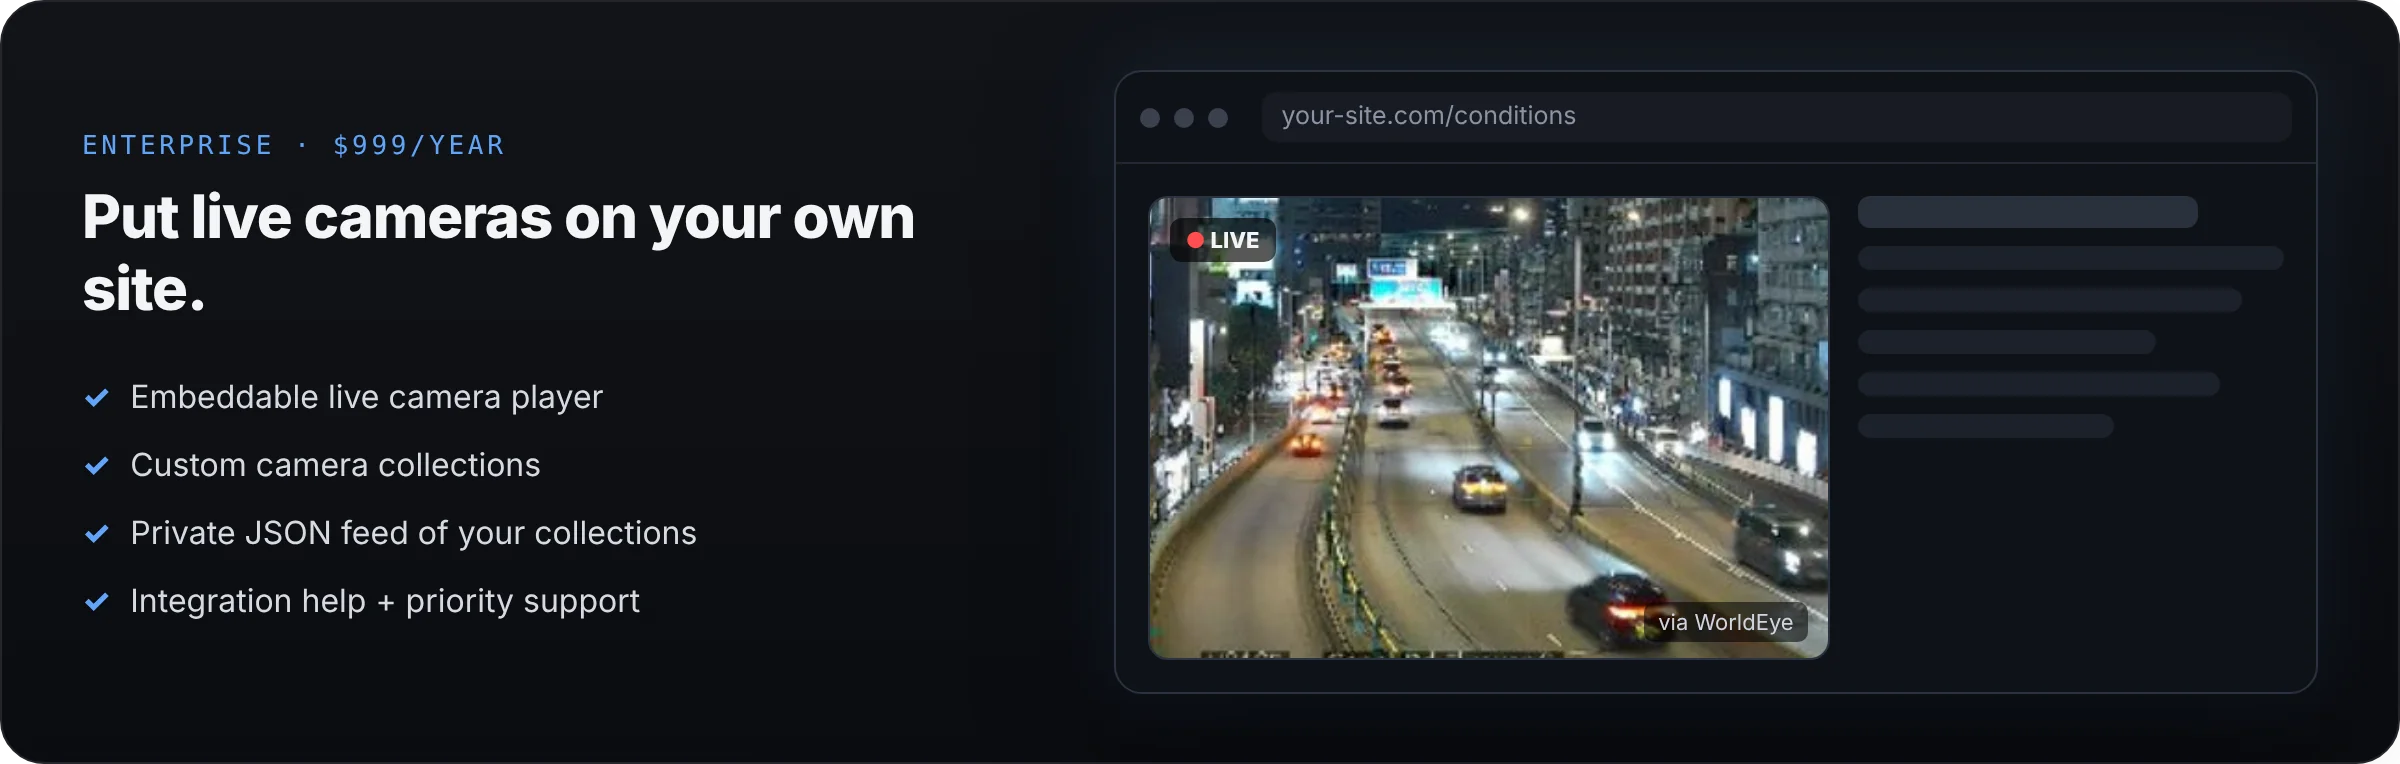 ENTERPRISE · $999/YEAR
Put live cameras on your own
site.
Embeddable live camera player
Custom camera collections
Private JSON feed of your collections
Integration help + priority support
your-site.com/conditions
LIVE
via WorldEye